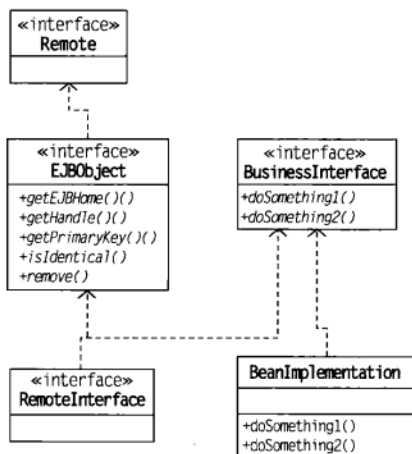 «interface»
Remote
«interface»
EJBObject
+getEJBHome()()
+getHandle()()
+getPrimaryKey()()
+isIdentical()
+remove()
«interface»
BusinessInterface
+doSomething1()
+doSomething2()
«interface»
RemoteInterface
BeanImplementation
+doSomething1()
+doSomething2()